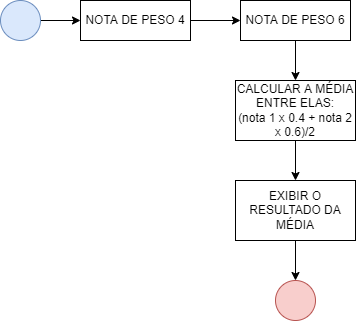 NOTA DE PESO 4
NOTA DE PESO 6
CALCULAR A MÉDIA
ENTRE ELAS:
(nota 1 x 0.4 + nota 2
x 0.6)/2
EXIBIR O
RESULTADO DA
MÉDIA